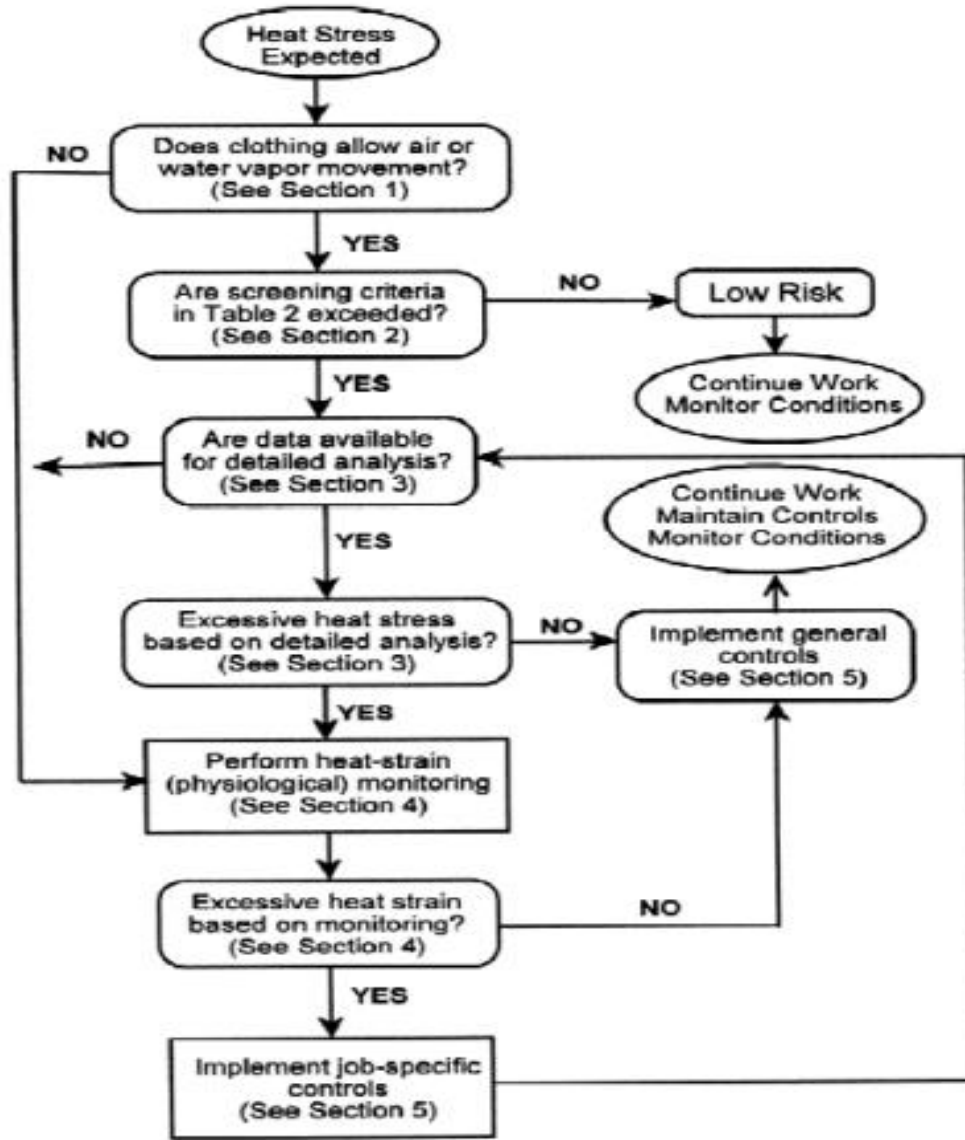 Heat Stress
Expected
NO
Does clothing allow air or
water vapor movement?
(See Section 1)
YES
Are screening criteria
in Table 2 exceeded?
(See Section 2)
NO
Low Risk
YES
Continue Work
Monitor Conditions
NO
Are data available
for detailed analysis?
(See Section 3)
Continue Work
Maintain Controls
Monitor Conditions
YES
Excessive heat stress
based on detailed analysis?
(See Section 3)
NO
Implement general
controls
(See Section 5)
YES
Perform heat-strain
(physiological) monitoring
(See Section 4)
Excessive heat strain
based on monitoring?
(See Section 4)
NO
YES
Implement job-specific
controls
(See Section 5)